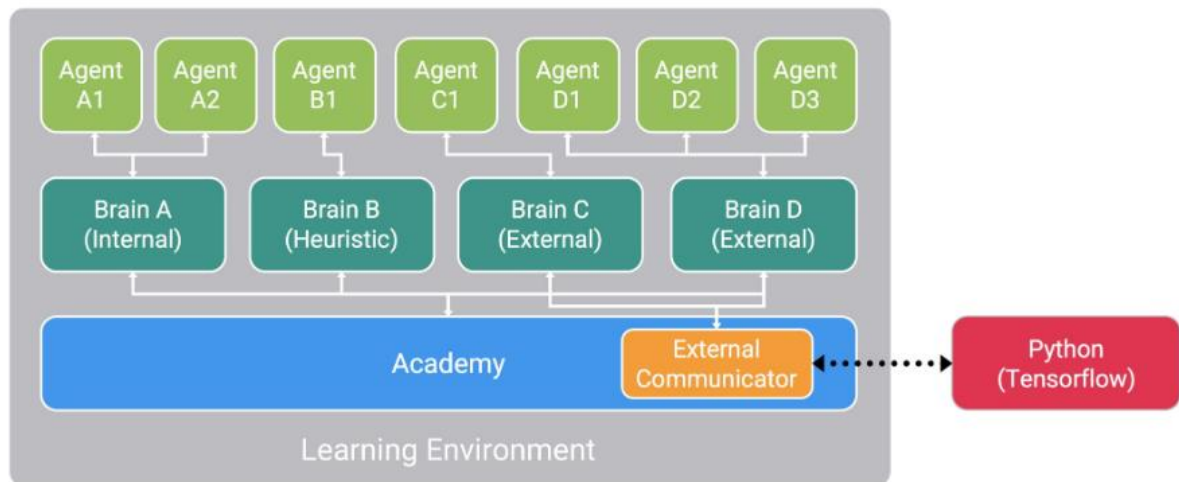 Agent
A1
Agent
A2
Agent
B1
Agent
C1
Agent
D1
Agent
D2
Agent
D3
Brain A
(Internal)
Brain B
(Heuristic)
Brain C
(External)
Brain D
(External)
Academy
External
Communicator
Python
(Tensorflow)
Learning Environment